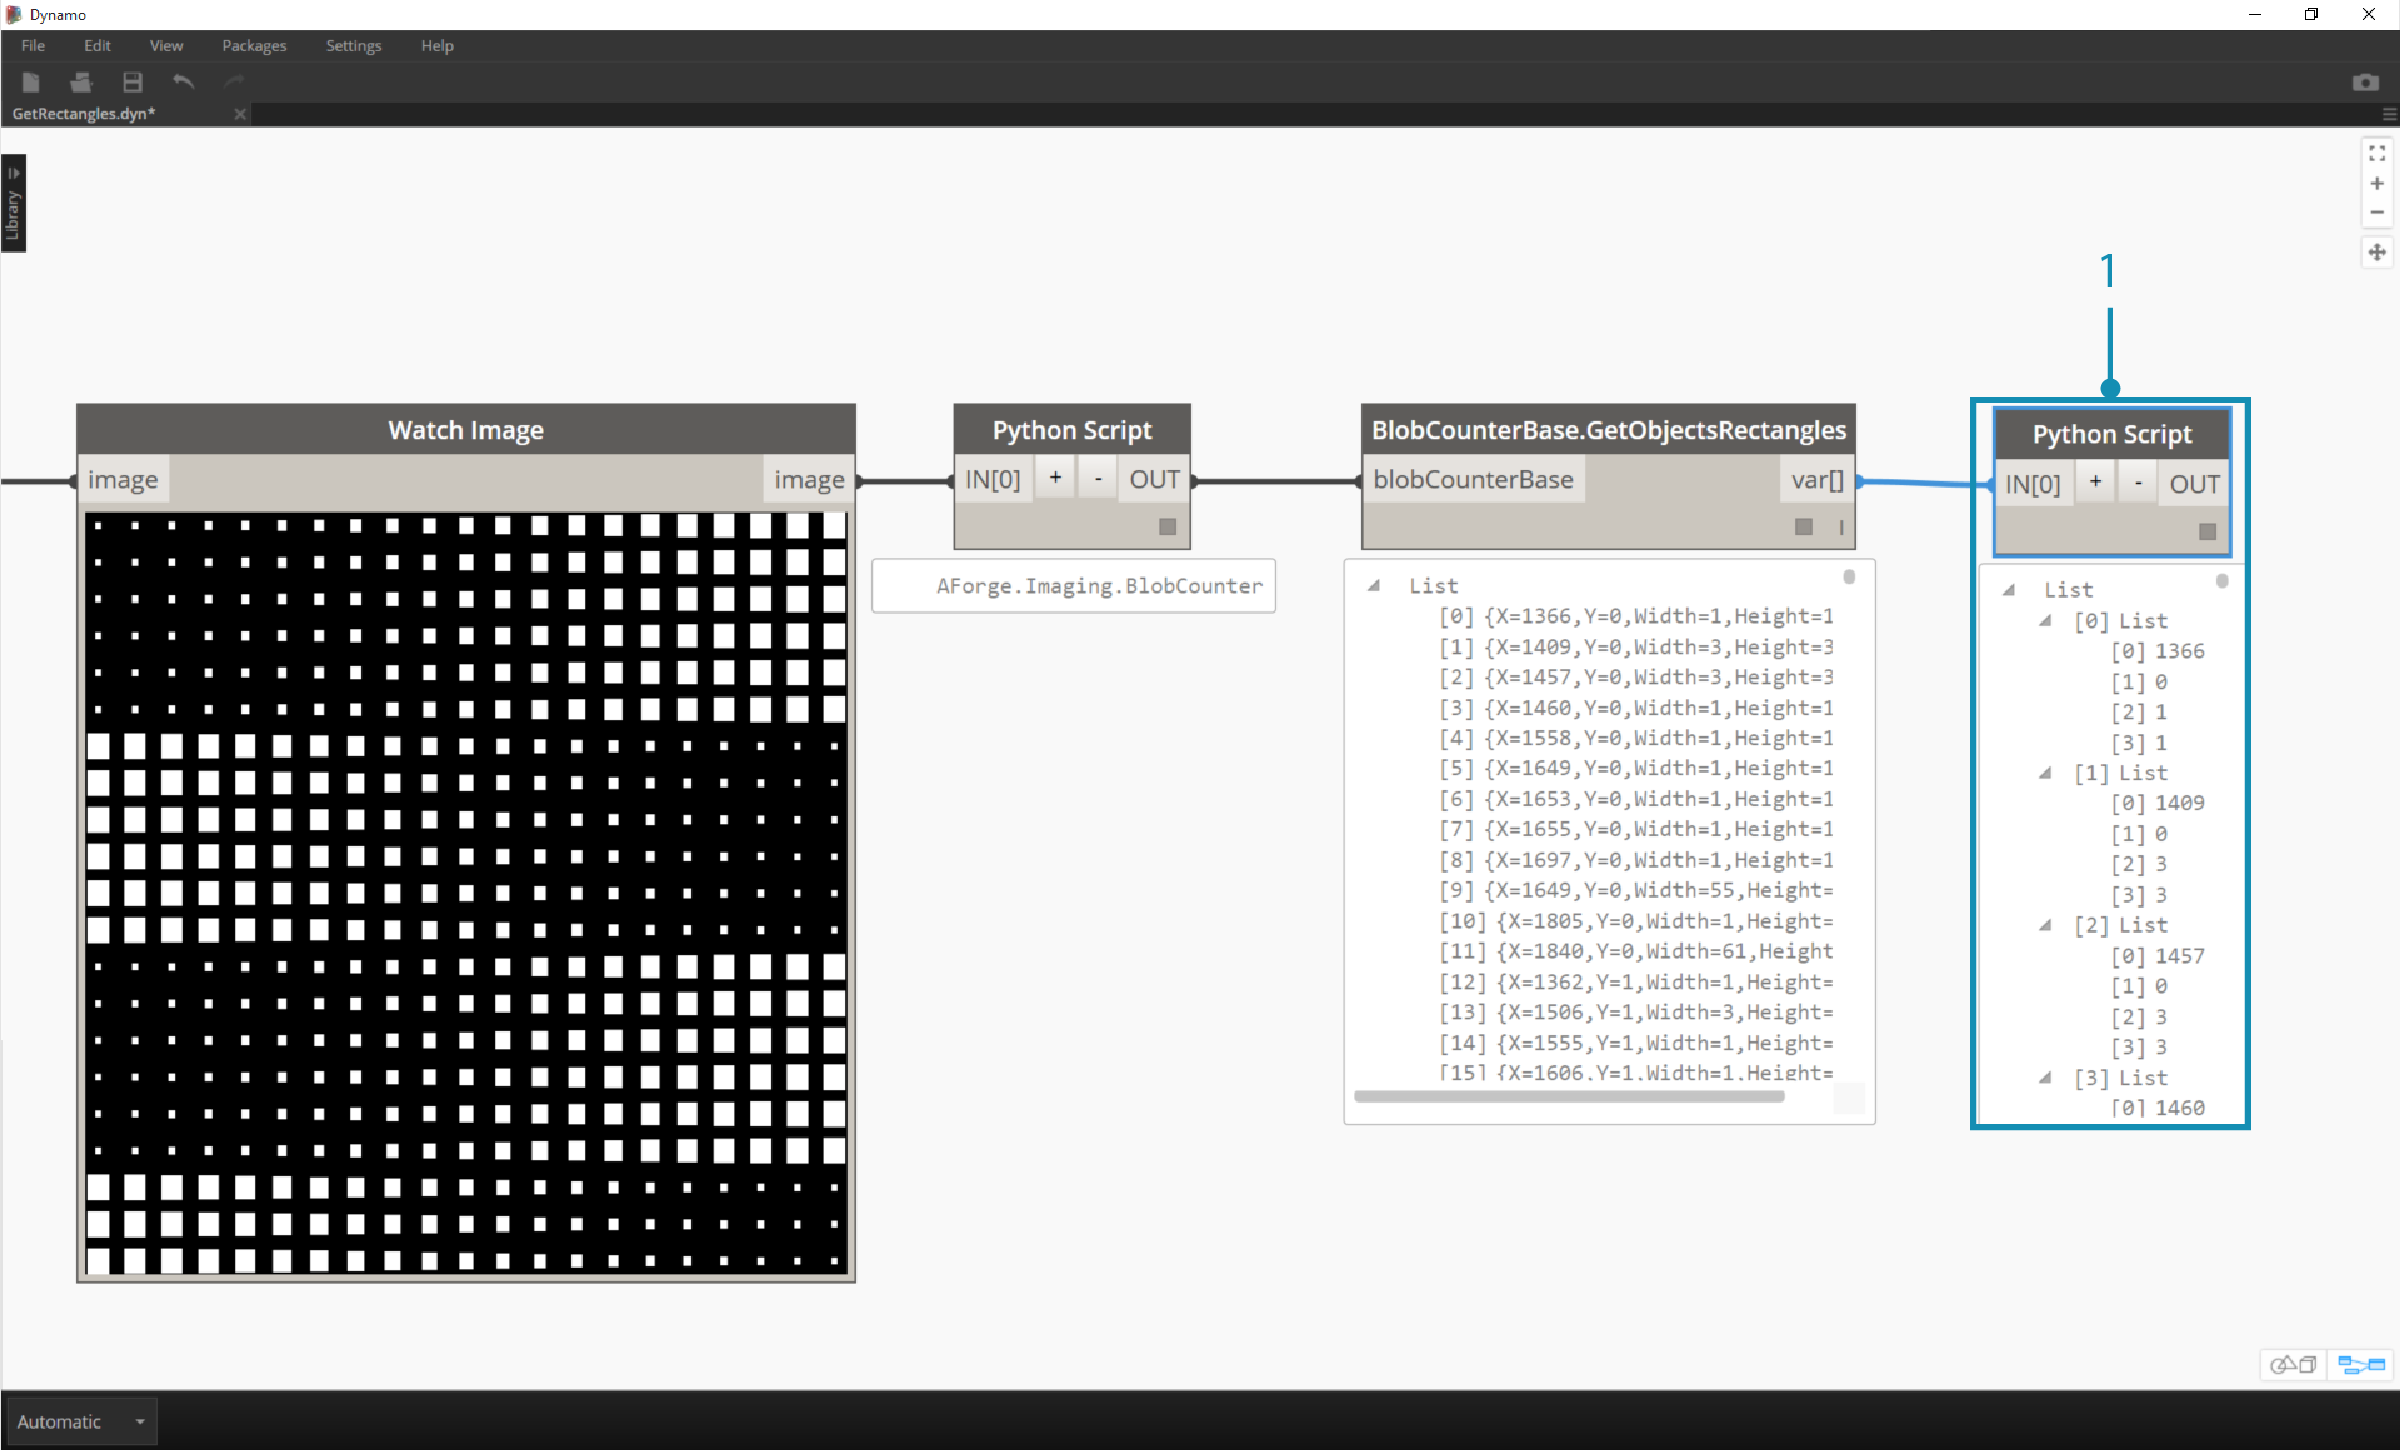 Dynamo
File Edit View Packages Settings Help
GetRectangles.dyn*
Library
1
Watch Image
image image
Python Script
IN[0] + - OUT
AForge.Imaging.BlobCounter
BlobCounterBase.GetObjectsRectangles
blobCounterBase var[]
List
[0] {X=1366,Y=0,Width=1,Height=1
[1] {X=1409,Y=0,Width=3,Height=3
[2] {X=1457,Y=0,Width=3,Height=3
[3] {X=1460,Y=0,Width=1,Height=1
[4] {X=1558,Y=0,Width=1,Height=1
[5] {X=1649,Y=0,Width=1,Height=1
[6] {X=1653,Y=0,Width=1,Height=1
[7] {X=1655,Y=0,Width=1,Height=1
[8] {X=1697,Y=0,Width=1,Height=1
[9] {X=1649,Y=0,Width=55,Height=
[10] {X=1805,Y=0,Width=1,Height=
[11] {X=1840,Y=0,Width=61,Height
[12] {X=1362,Y=1,Width=1,Height=
[13] {X=1506,Y=1,Width=3,Height=
[14] {X=1555,Y=1,Width=1,Height=
[15] {X=1606,Y=1,Width=1,Height=
Python Script
IN[0] + - OUT
List
[0] List
[0] 1366
[1] 0
[2] 1
[3] 1
[1] List
[0] 1409
[1] 0
[2] 3
[3] 3
[2] List
[0] 1457
[1] 0
[2] 3
[3] 3
[3] List
[0] 1460
Automatic